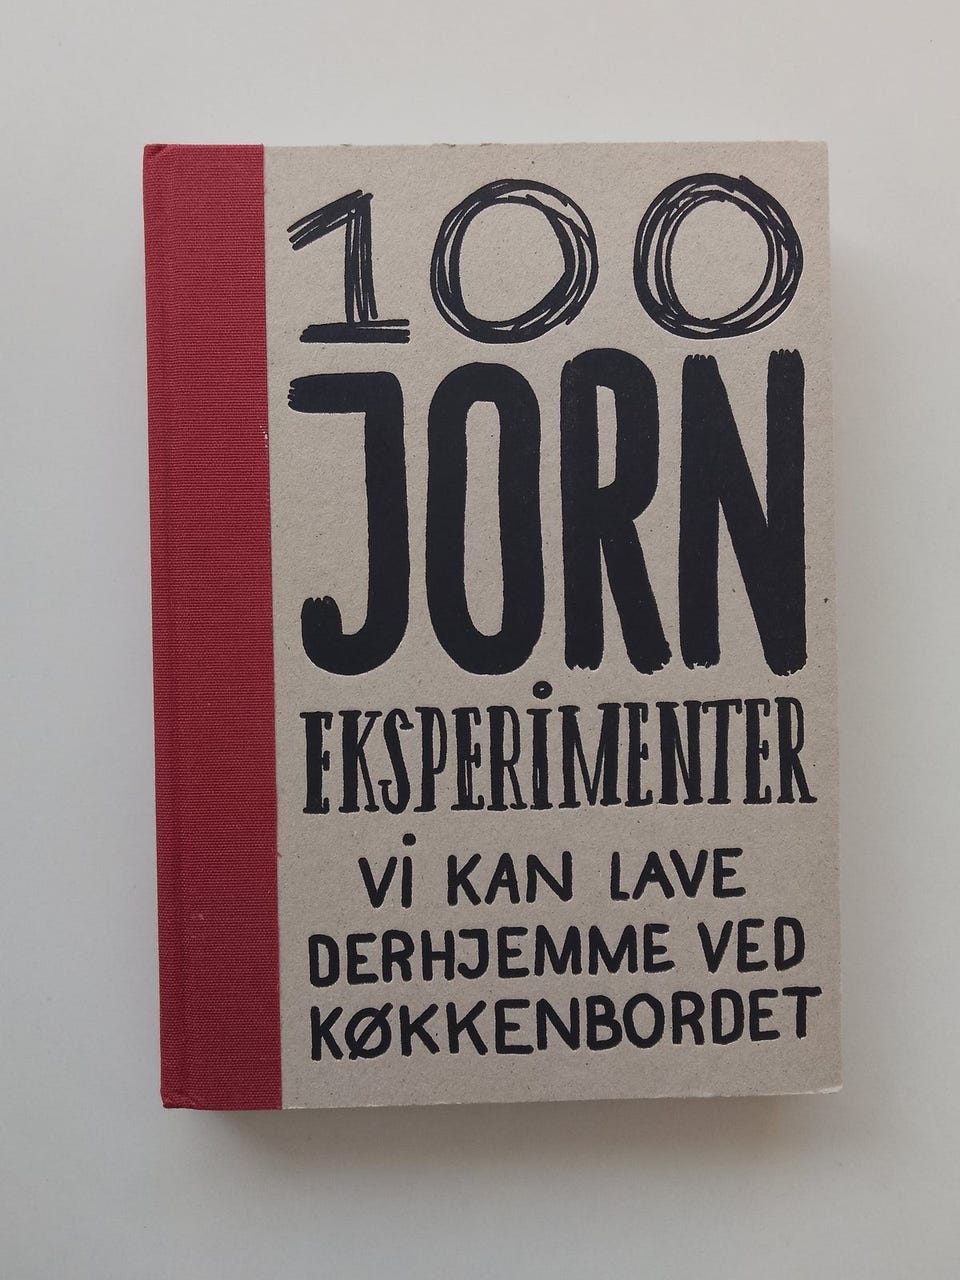 100
JORN
EKSPERiMENTER
Vi KAN LAVE
DERHJEMME VED
KØKKENBORDET